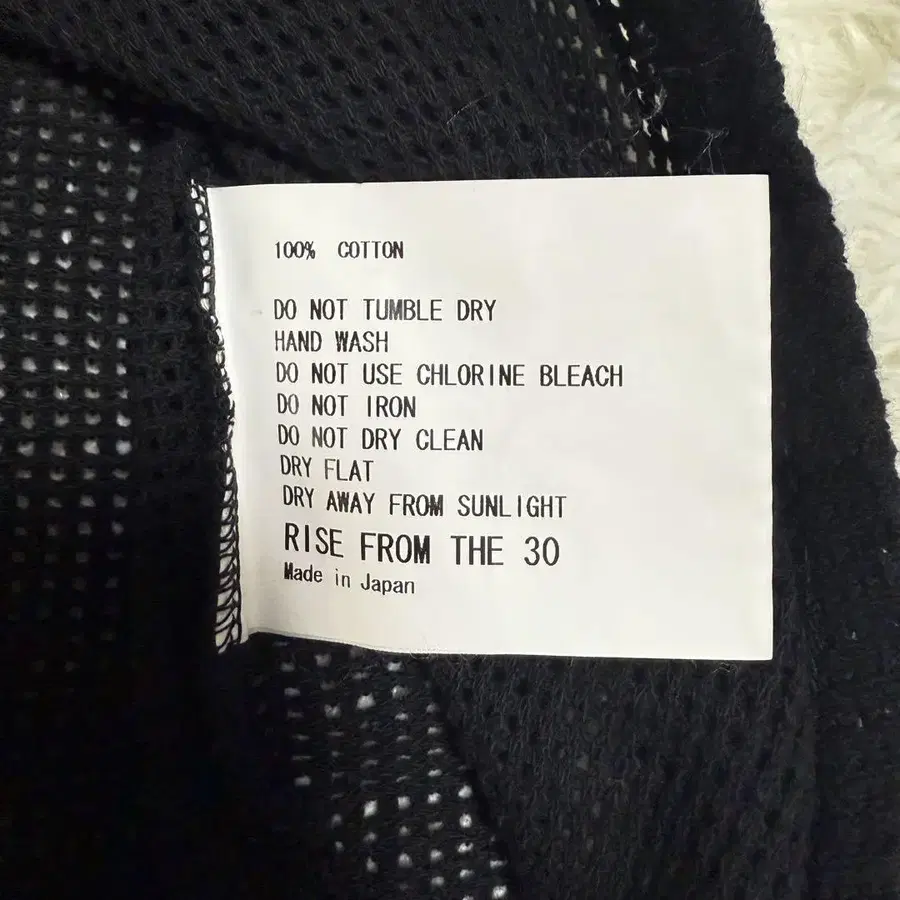 100% COTTON
DO NOT TUMBLE DRY
HAND WASH
DO NOT USE CHLORINE BLEACH
DO NOT IRON
DO NOT DRY CLEAN
DRY FLAT
DRY AWAY FROM SUNLIGHT
RISE FROM THE 30
Made in Japan